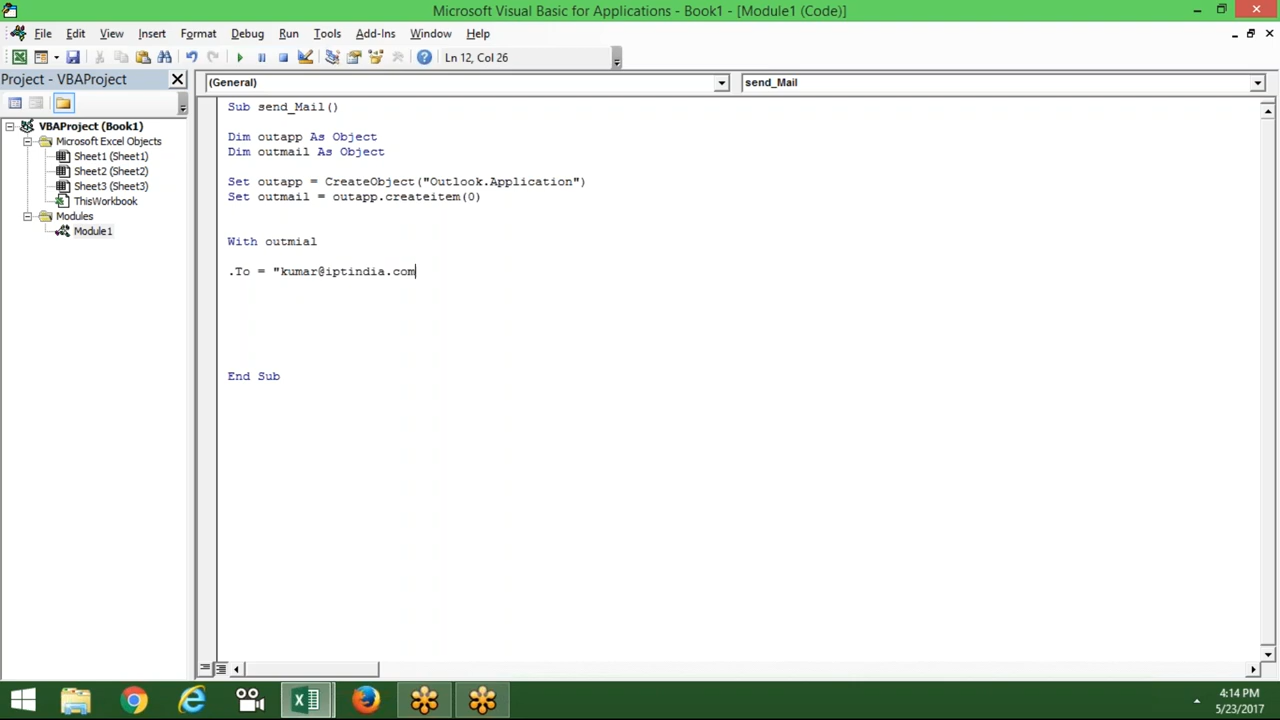 Microsoft Visual Basic for Applications - Book1 - [Module1 (Code)]
File Edit View Insert Format Debug Run Tools Add-Ins Window Help
Ln 12, Col 26
Project - VBAProject
(General) send_Mail
VBAProject (Book1)
Microsoft Excel Objects
Sheet1 (Sheet1)
Sheet2 (Sheet2)
Sheet3 (Sheet3)
ThisWorkbook
Modules
Module1
Sub send_Mail()
Dim outapp As Object
Dim outmail As Object
Set outapp = CreateObject("Outlook.Application")
Set outmail = outapp.createitem(0)
With outmial
.To = "kumar@iptindia.com
End Sub
4:14 PM
5/23/2017